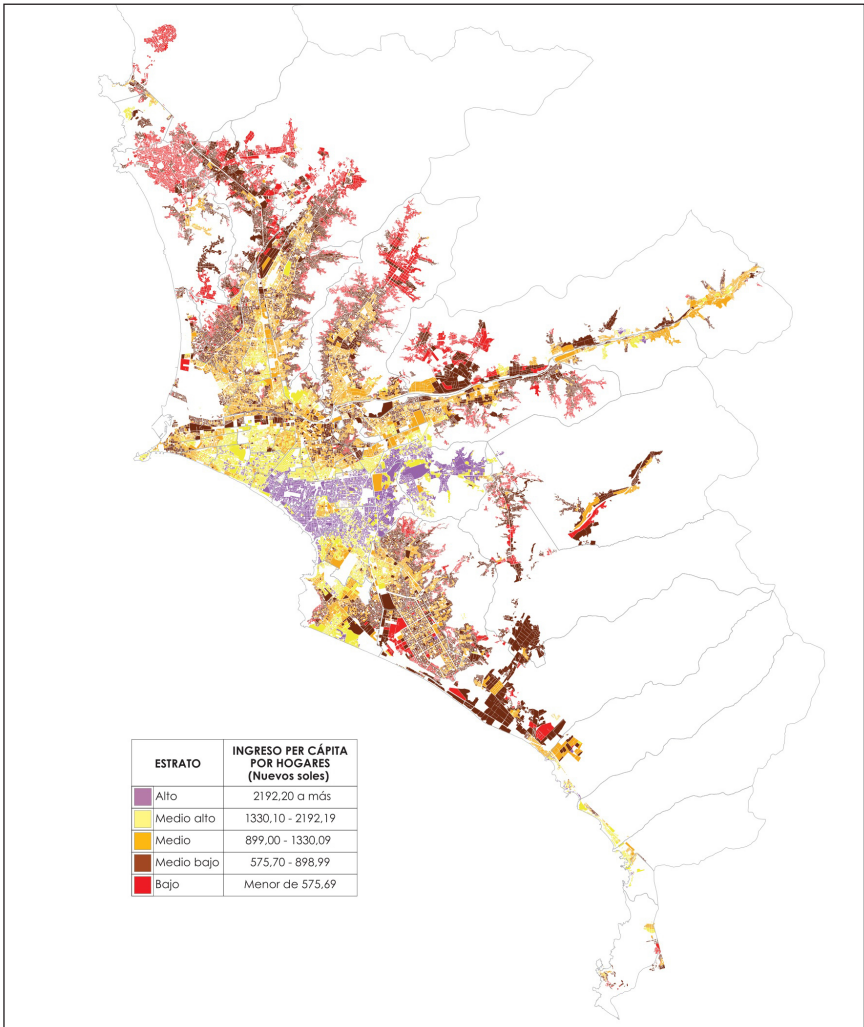 ESTRATO
INGRESO PER CÁPITA
POR HOGARES
(Nuevos soles)
Alto 2192,20 a más
Medio alto 1330,10 - 2192,19
Medio 899,00 - 1330,09
Medio bajo 575,70 - 898,99
Bajo Menor de 575,69